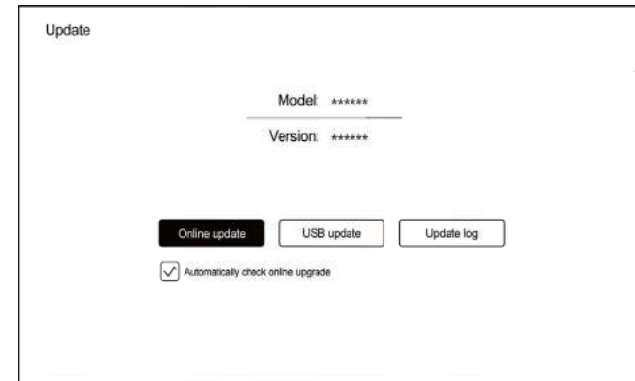 Update
Model: ******
Version: ******
Online update USB update Update log
Automatically check online upgrade